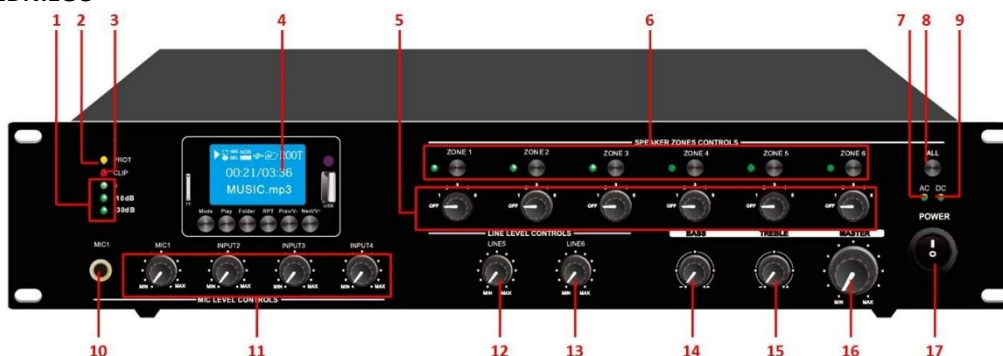 1 2 3 4 5 6 7 8 9
SPEAKER ZONES CONTROLS
PROT
CLIP
ZONE 1 ZONE 2 ZONE 3 ZONE 4 ZONE 5 ZONE 6 ALL
00:21/03:36
MUSIC.mp3
USB
AC DC
Mode Play Folder RPT Prev/V- Next/V+
OFF OFF OFF OFF OFF OFF
POWER
LINE LEVEL CONTROLS BASS TREBLE MASTER
MIC1 MIC1 INPUT2 INPUT3 INPUT4 LINE5 LINE6
MIN MAX MIN MAX MIN MAX MIN MAX MIN MAX MIN MAX MIN MAX
MIC LEVEL CONTROLS
10 11 12 13 14 15 16 17